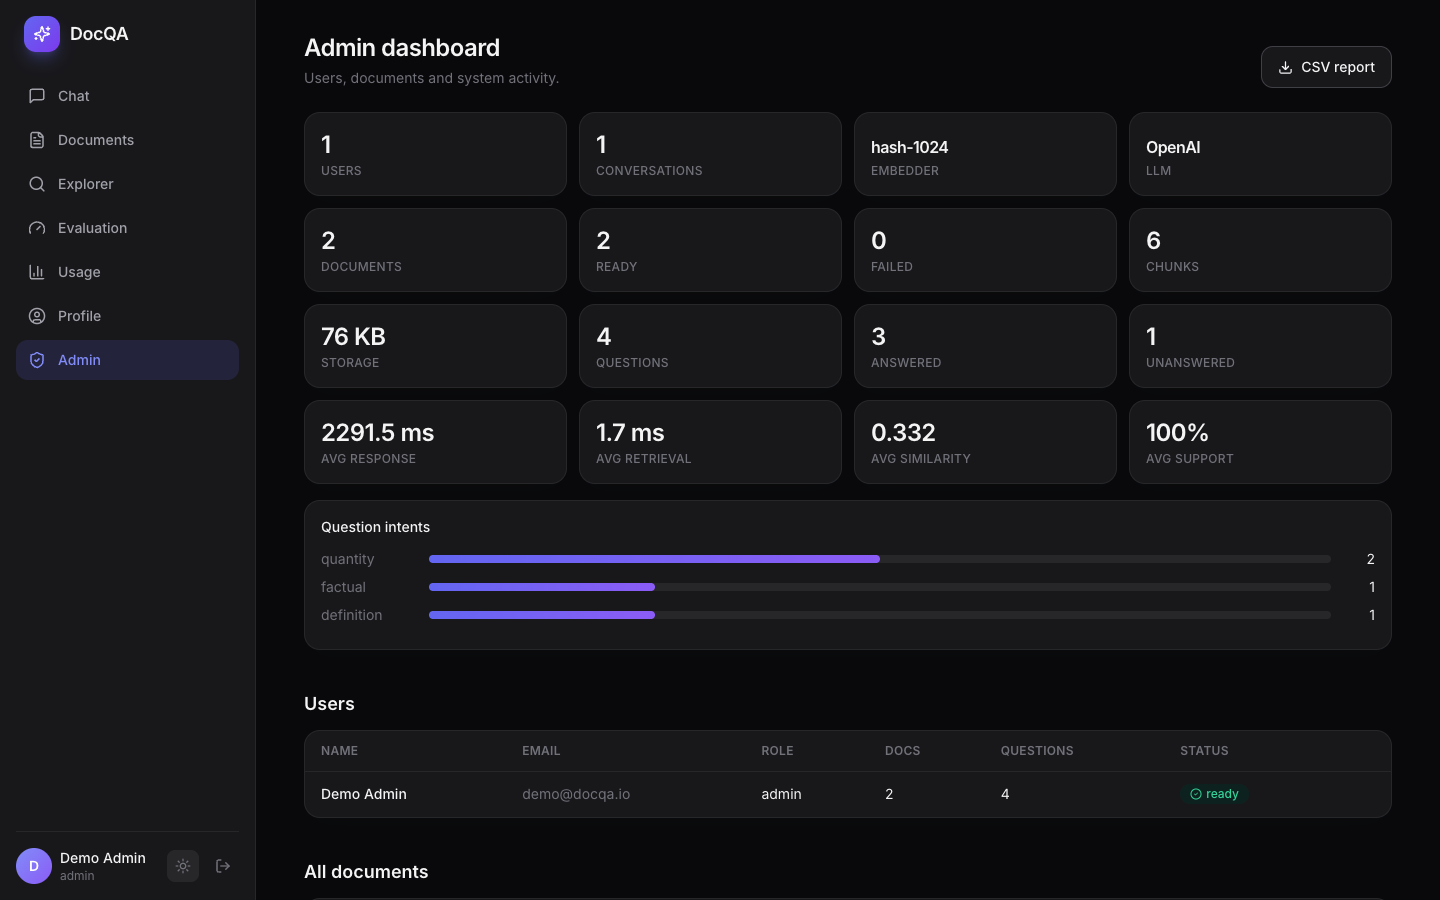 DocQA
Chat
Documents
Explorer
Evaluation
Usage
Profile
Admin
D
Demo Admin
admin
Admin dashboard
Users, documents and system activity.
CSV report
1
USERS
1
CONVERSATIONS
hash-1024
EMBEDDER
OpenAI
LLM
2
DOCUMENTS
2
READY
0
FAILED
6
CHUNKS
76 KB
STORAGE
4
QUESTIONS
3
ANSWERED
1
UNANSWERED
2291.5 ms
AVG RESPONSE
1.7 ms
AVG RETRIEVAL
0.332
AVG SIMILARITY
100%
AVG SUPPORT
Question intents
quantity 2
factual 1
definition 1
Users
NAME EMAIL ROLE DOCS QUESTIONS STATUS
Demo Admin demo@docqa.io admin 2 4 ready
All documents